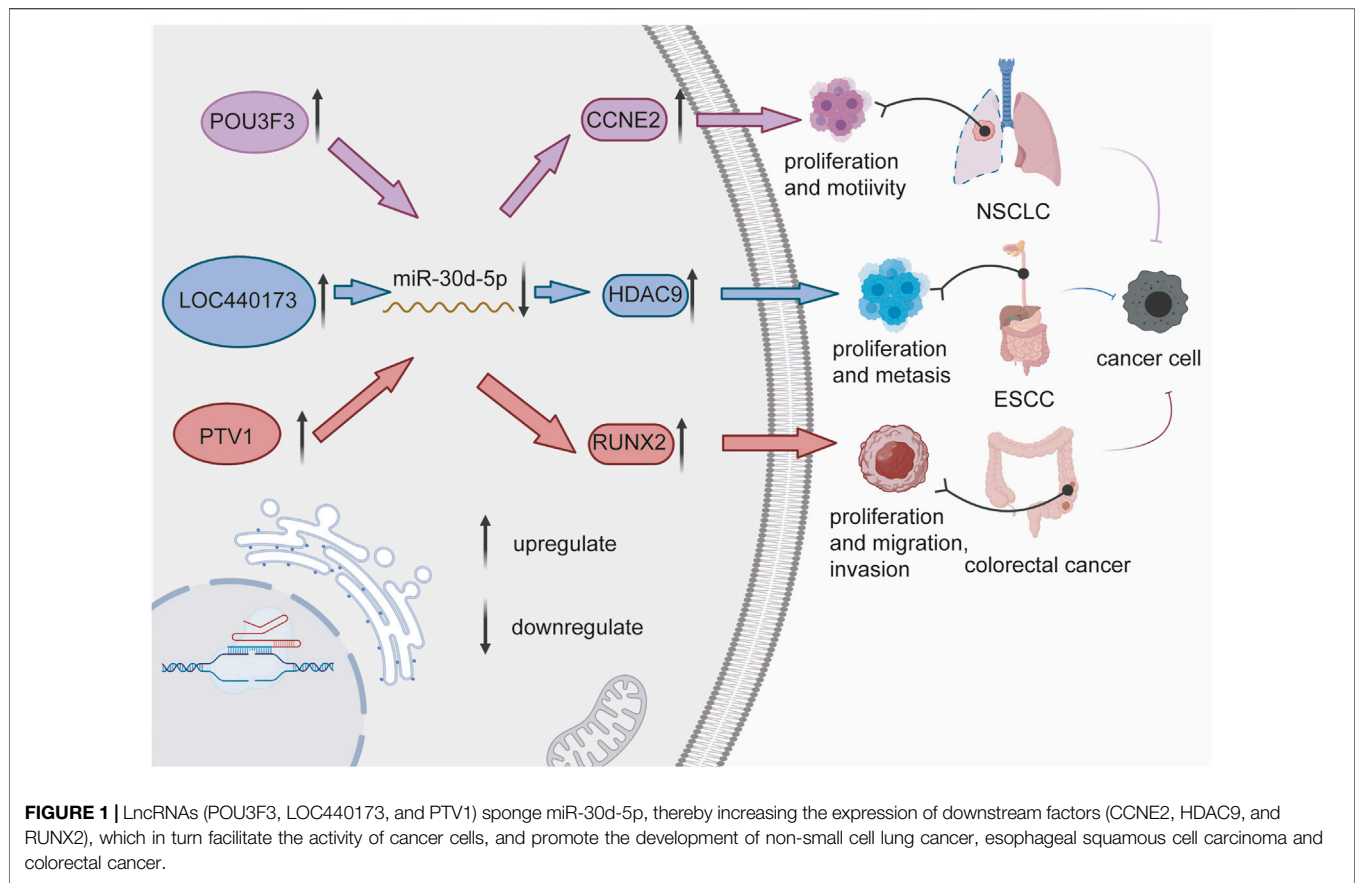 POU3F3
CCNE2
proliferation
and motiivity
NSCLC
LOC440173
miR-30d-5p
HDAC9
proliferation
and metasis
ESCC
cancer cell
PTV1
RUNX2
proliferation
and migration,
invasion
colorectal cancer
upregulate
downregulate
FIGURE 1 | LncRNAs (POU3F3, LOC440173, and PTV1) sponge miR-30d-5p, thereby increasing the expression of downstream factors (CCNE2, HDAC9, and
RUNX2), which in turn facilitate the activity of cancer cells, and promote the development of non-small cell lung cancer, esophageal squamous cell carcinoma and
colorectal cancer.